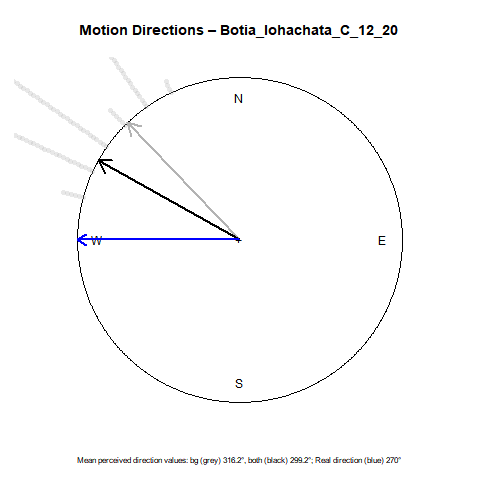 Motion Directions – Botia_lohachata_C_12_20
N
W
E
S
Mean perceived direction values: bg (grey) 316.2°, both (black) 299.2°; Real direction (blue) 270°